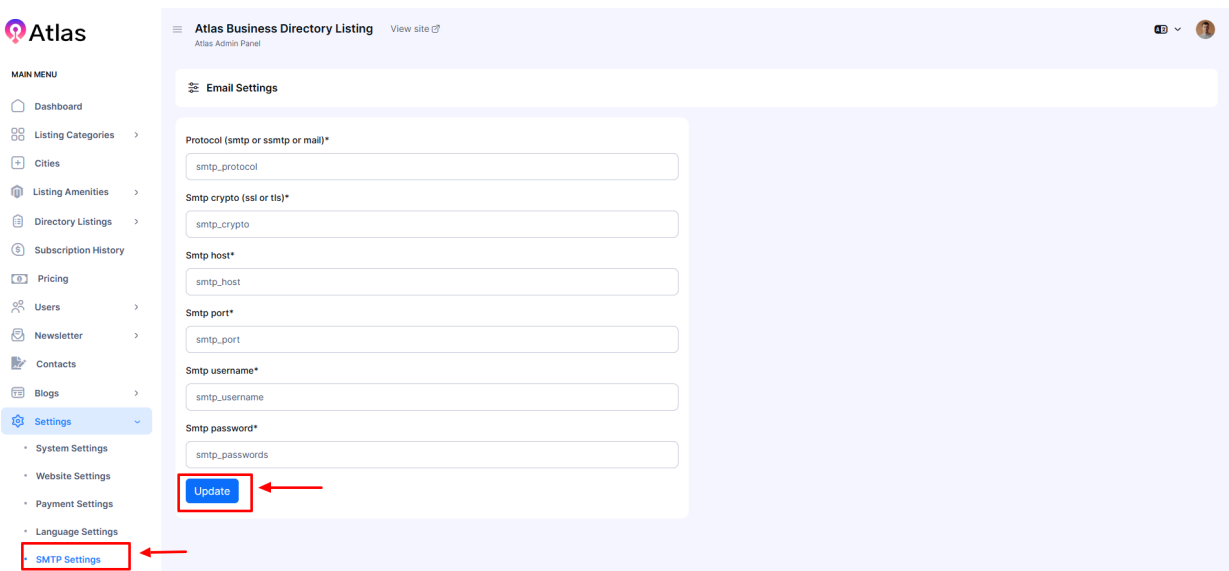 Atlas
Atlas Business Directory Listing View site
Atlas Admin Panel
MAIN MENU
Dashboard
Listing Categories
Cities
Listing Amenities
Directory Listings
Subscription History
Pricing
Users
Newsletter
Contacts
Blogs
Settings
System Settings
Website Settings
Payment Settings
Language Settings
SMTP Settings
Email Settings
Protocol (smtp or ssmtp or mail)*
smtp_protocol
Smtp crypto (ssl or tls)*
smtp_crypto
Smtp host*
smtp_host
Smtp port*
smtp_port
Smtp username*
smtp_username
Smtp password*
smtp_passwords
Update